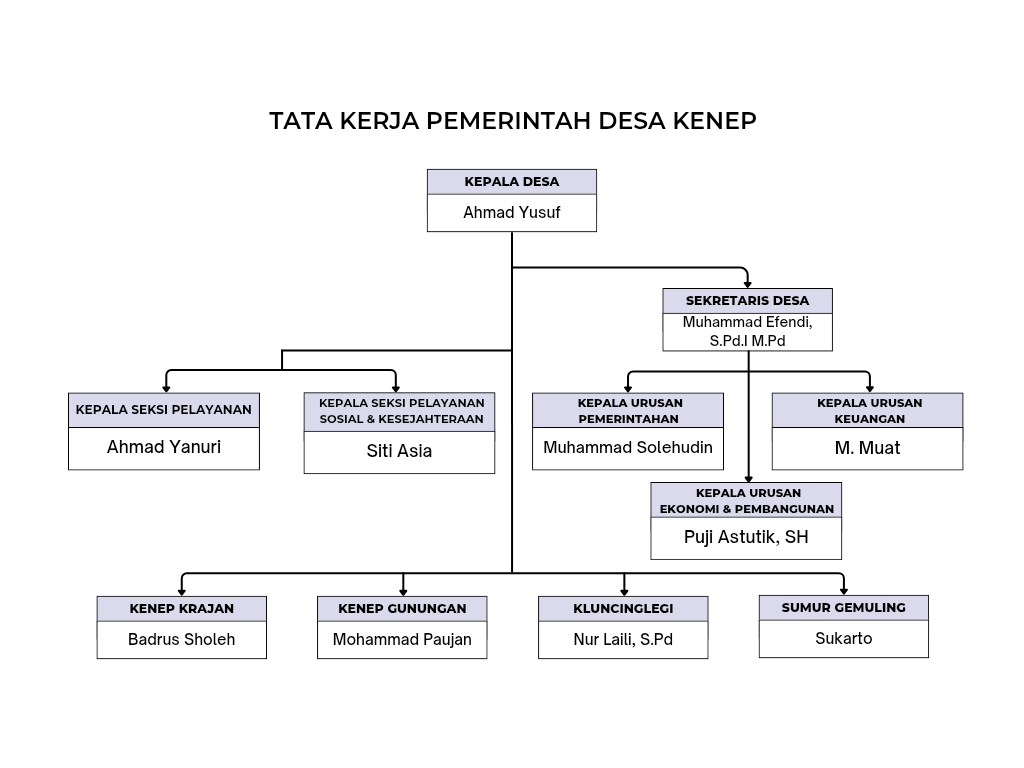 TATA KERJA PEMERINTAH DESA KENEP
KEPALA DESA
Ahmad Yusuf
SEKRETARIS DESA
Muhammad Efendi,
S.Pd.I M.Pd
KEPALA SEKSI PELAYANAN
Ahmad Yanuri
KEPALA SEKSI PELAYANAN
SOSIAL & KESEJAHTERAAN
Siti Asia
KEPALA URUSAN
PEMERINTAHAN
Muhammad Solehudin
KEPALA URUSAN
KEUANGAN
M. Muat
KEPALA URUSAN
EKONOMI & PEMBANGUNAN
Puji Astutik, SH
KENEP KRAJAN
Badrus Sholeh
KENEP GUNUNGAN
Mohammad Paujan
KLUNCINGLEGI
Nur Laili, S.Pd
SUMUR GEMULING
Sukarto